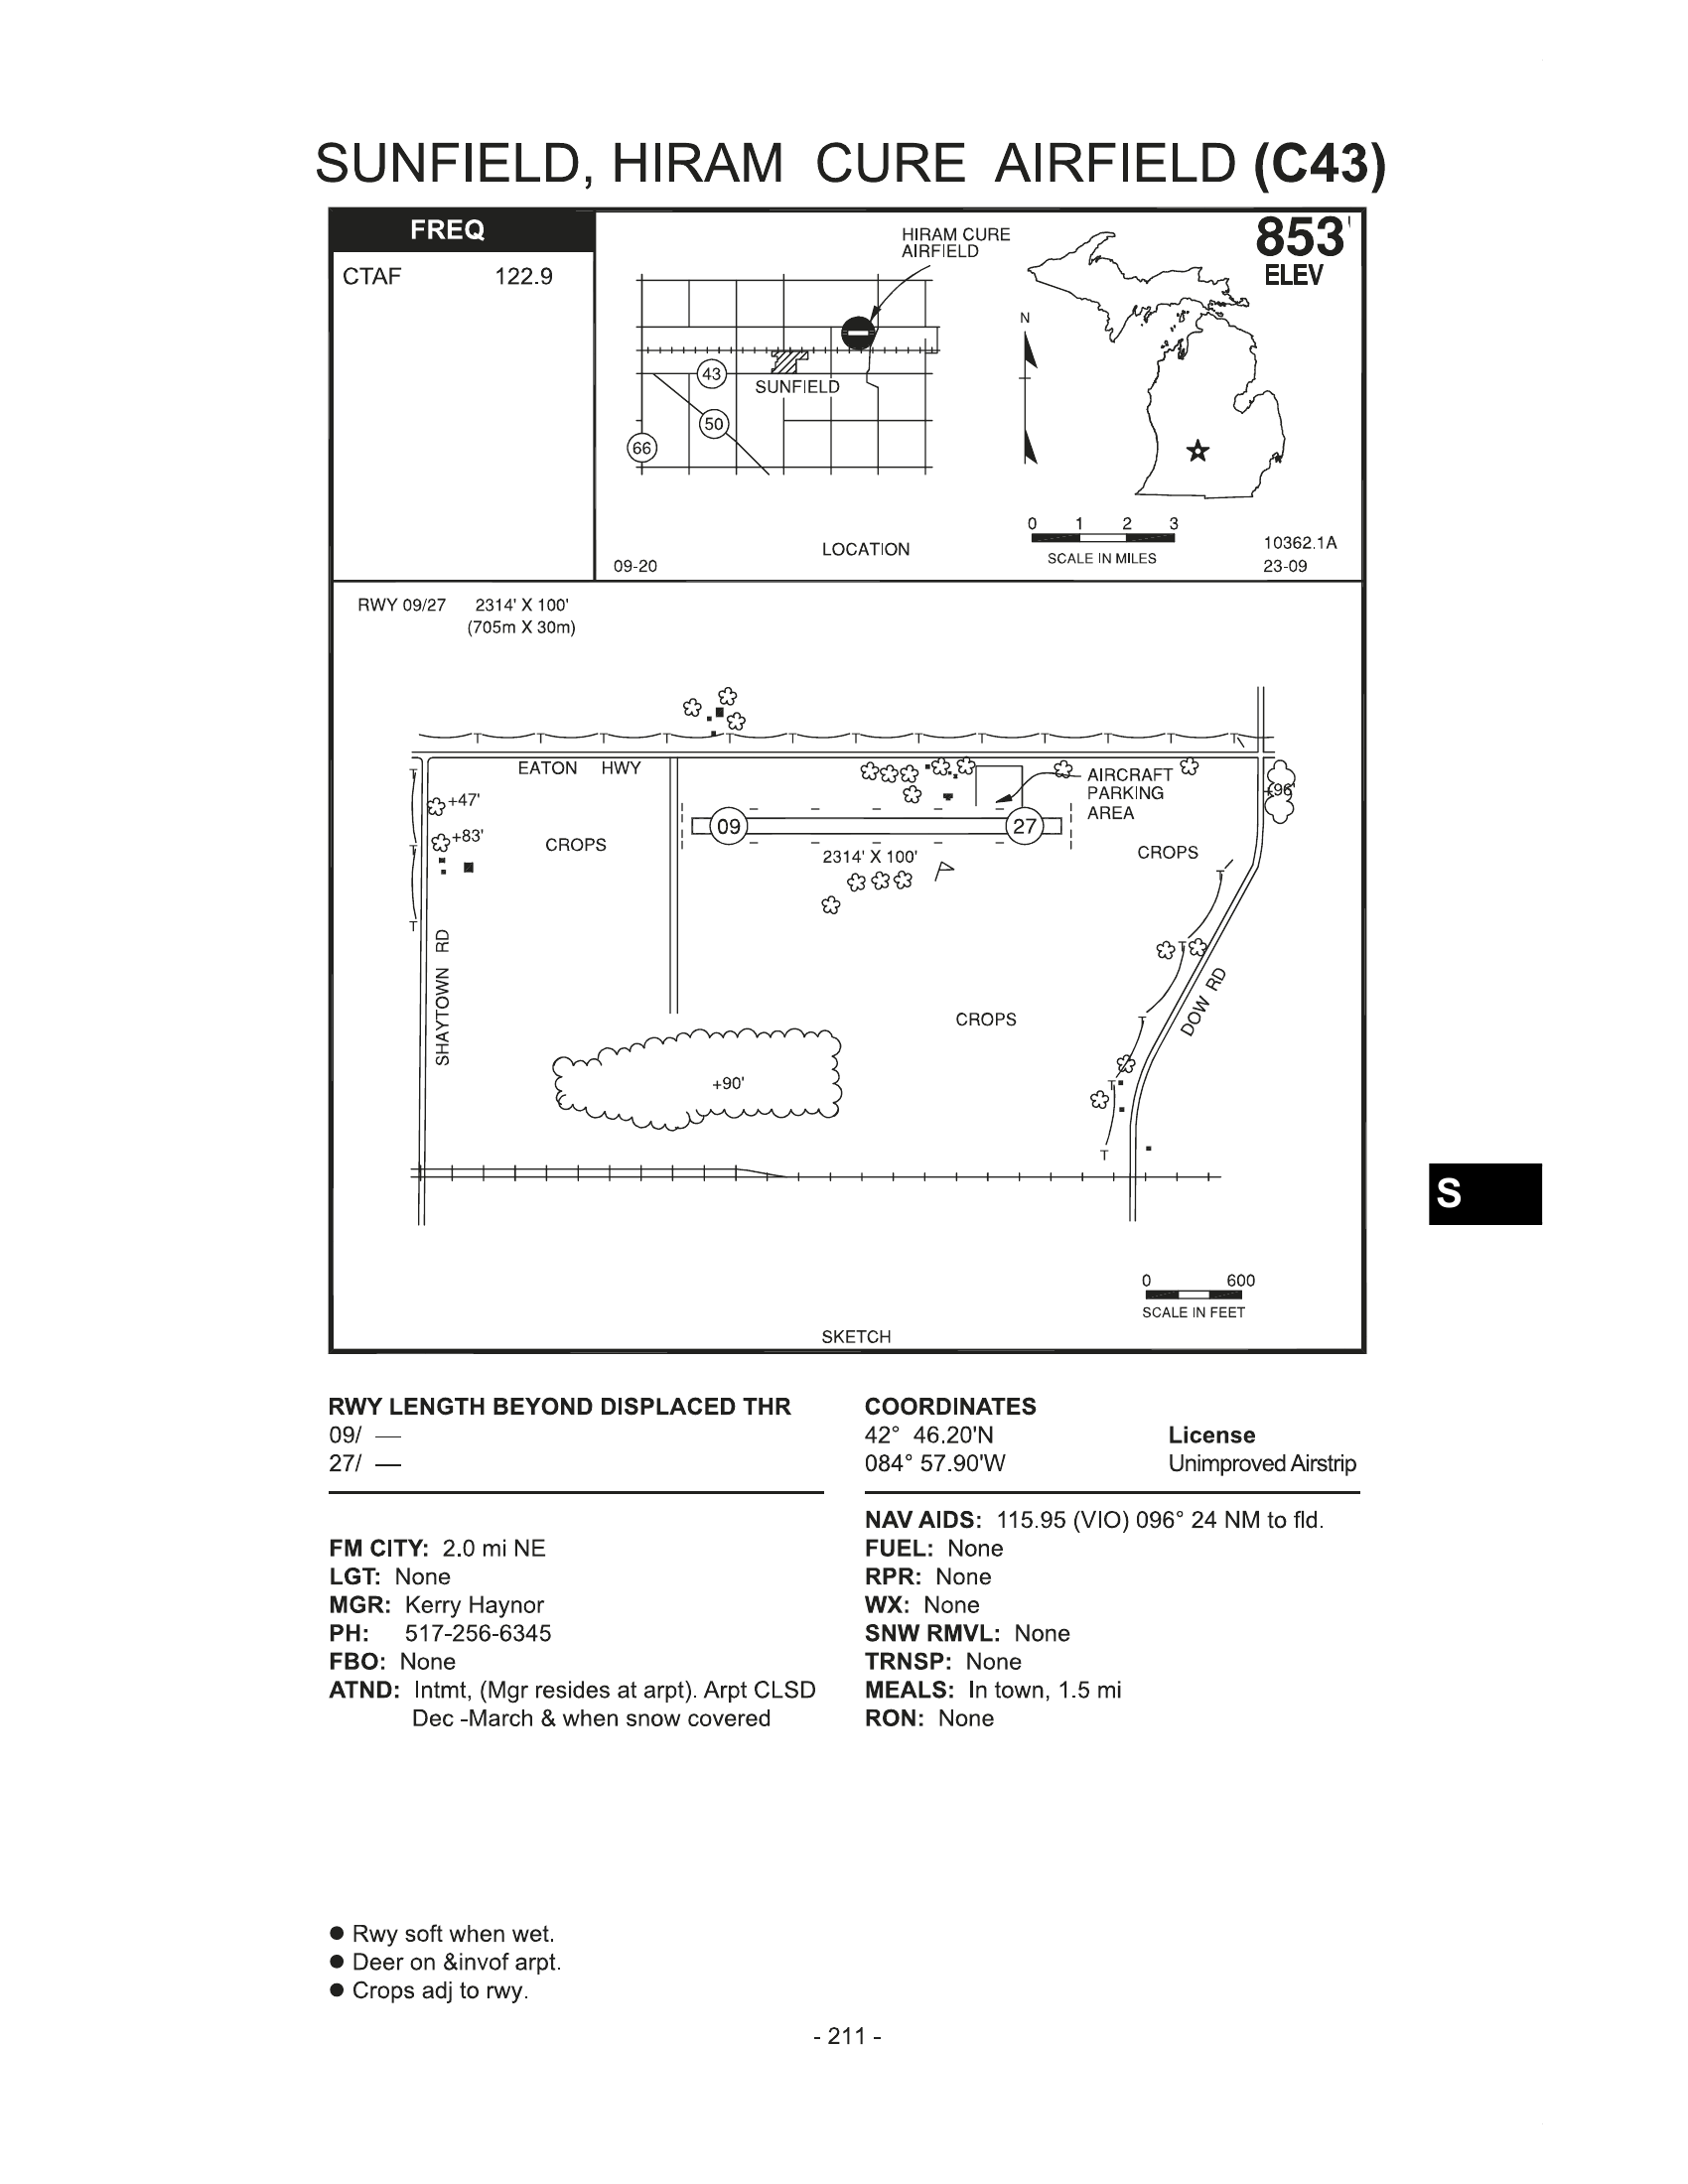 SUNFIELD, HIRAM CURE AIRFIELD (C43)
FREQ
CTAF 122.9
HIRAM CURE
AIRFIELD
853'
ELEV
N
43
SUNFIELD
50
66
0 1 2 3
SCALE IN MILES
LOCATION
09-20
10362.1A
23-09
RWY 09/27 2314' X 100'
(705m X 30m)
T T T T T T T T T T T T T
EATON HWY
AIRCRAFT
PARKING
AREA
+96'
T
+47'
+83'
T
T
CROPS
09
27
2314' X 100'
CROPS
T
T
T
T
T
SHAYTOWN RD
DOW RD
CROPS
+90'
0 600
SCALE IN FEET
SKETCH
S
RWY LENGTH BEYOND DISPLACED THR
09/ —
27/ —
COORDINATES
42° 46.20'N
084° 57.90'W
License
Unimproved Airstrip
FM CITY: 2.0 mi NE
LGT: None
MGR: Kerry Haynor
PH: 517-256-6345
FBO: None
ATND: Intmt, (Mgr resides at arpt). Arpt CLSD
Dec -March & when snow covered
NAV AIDS: 115.95 (VIO) 096° 24 NM to fld.
FUEL: None
RPR: None
WX: None
SNW RMVL: None
TRNSP: None
MEALS: In town, 1.5 mi
RON: None
● Rwy soft when wet.
● Deer on &invof arpt.
● Crops adj to rwy.
- 211 -